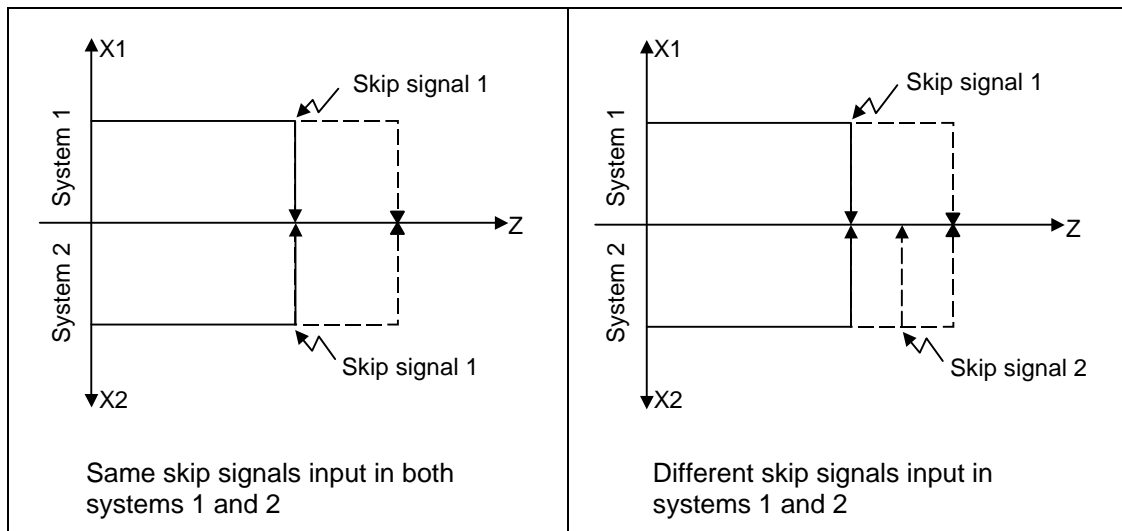 X1
Skip signal 1
System 1
Z
System 2
Skip signal 1
X2
Same skip signals input in both
systems 1 and 2
X1
Skip signal 1
System 1
Z
System 2
Skip signal 2
X2
Different skip signals input in
systems 1 and 2